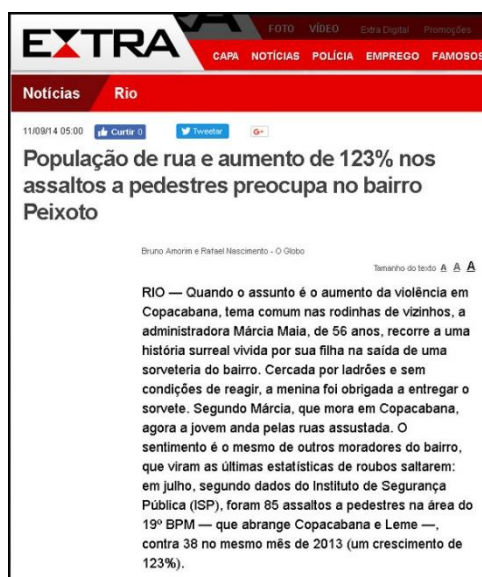 FOTO VÍDEO Extra Digital Promoções
EXTRA
CAPA NOTÍCIAS POLÍCIA EMPREGO FAMOSOS
Notícias Rio
11/09/14 05:00 Curtir 0 Tweetar G+
População de rua e aumento de 123% nos
assaltos a pedestres preocupa no bairro
Peixoto
Bruno Amorim e Rafael Nascimento - O Globo
Tamanho do texto A A A
RIO — Quando o assunto é o aumento da violência em
Copacabana, tema comum nas rodinhas de vizinhos, a
administradora Márcia Maia, de 56 anos, recorre a uma
história surreal vivida por sua filha na saída de uma
sorveteria do bairro. Cercada por ladrões e sem
condições de reagir, a menina foi obrigada a entregar o
sorvete. Segundo Márcia, que mora em Copacabana,
agora a jovem anda pelas ruas assustada. O
sentimento é o mesmo de outros moradores do bairro,
que viram as últimas estatísticas de roubos saltarem:
em julho, segundo dados do Instituto de Segurança
Pública (ISP), foram 85 assaltos a pedestres na área do
19º BPM — que abrange Copacabana e Leme —,
contra 38 no mesmo mês de 2013 (um crescimento de
123%).